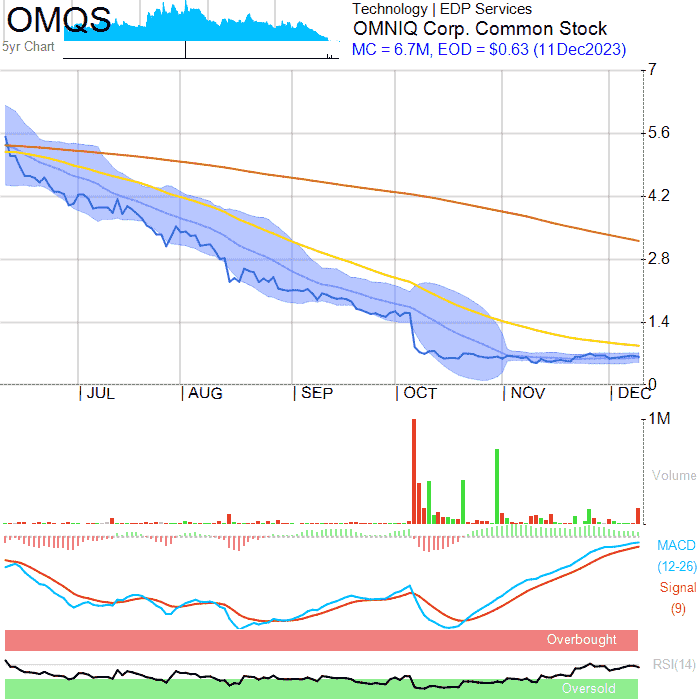 OMQS
5yr Chart
Technology | EDP Services
OMNIQ Corp. Common Stock
MC = 6.7M, EOD = $0.63 (11Dec2023)
7
5.6
4.2
2.8
1.4
0
JUL AUG SEP OCT NOV DEC
1M
Volume
MACD
(12-26)
Signal
(9)
Overbought
RSI(14)
Oversold